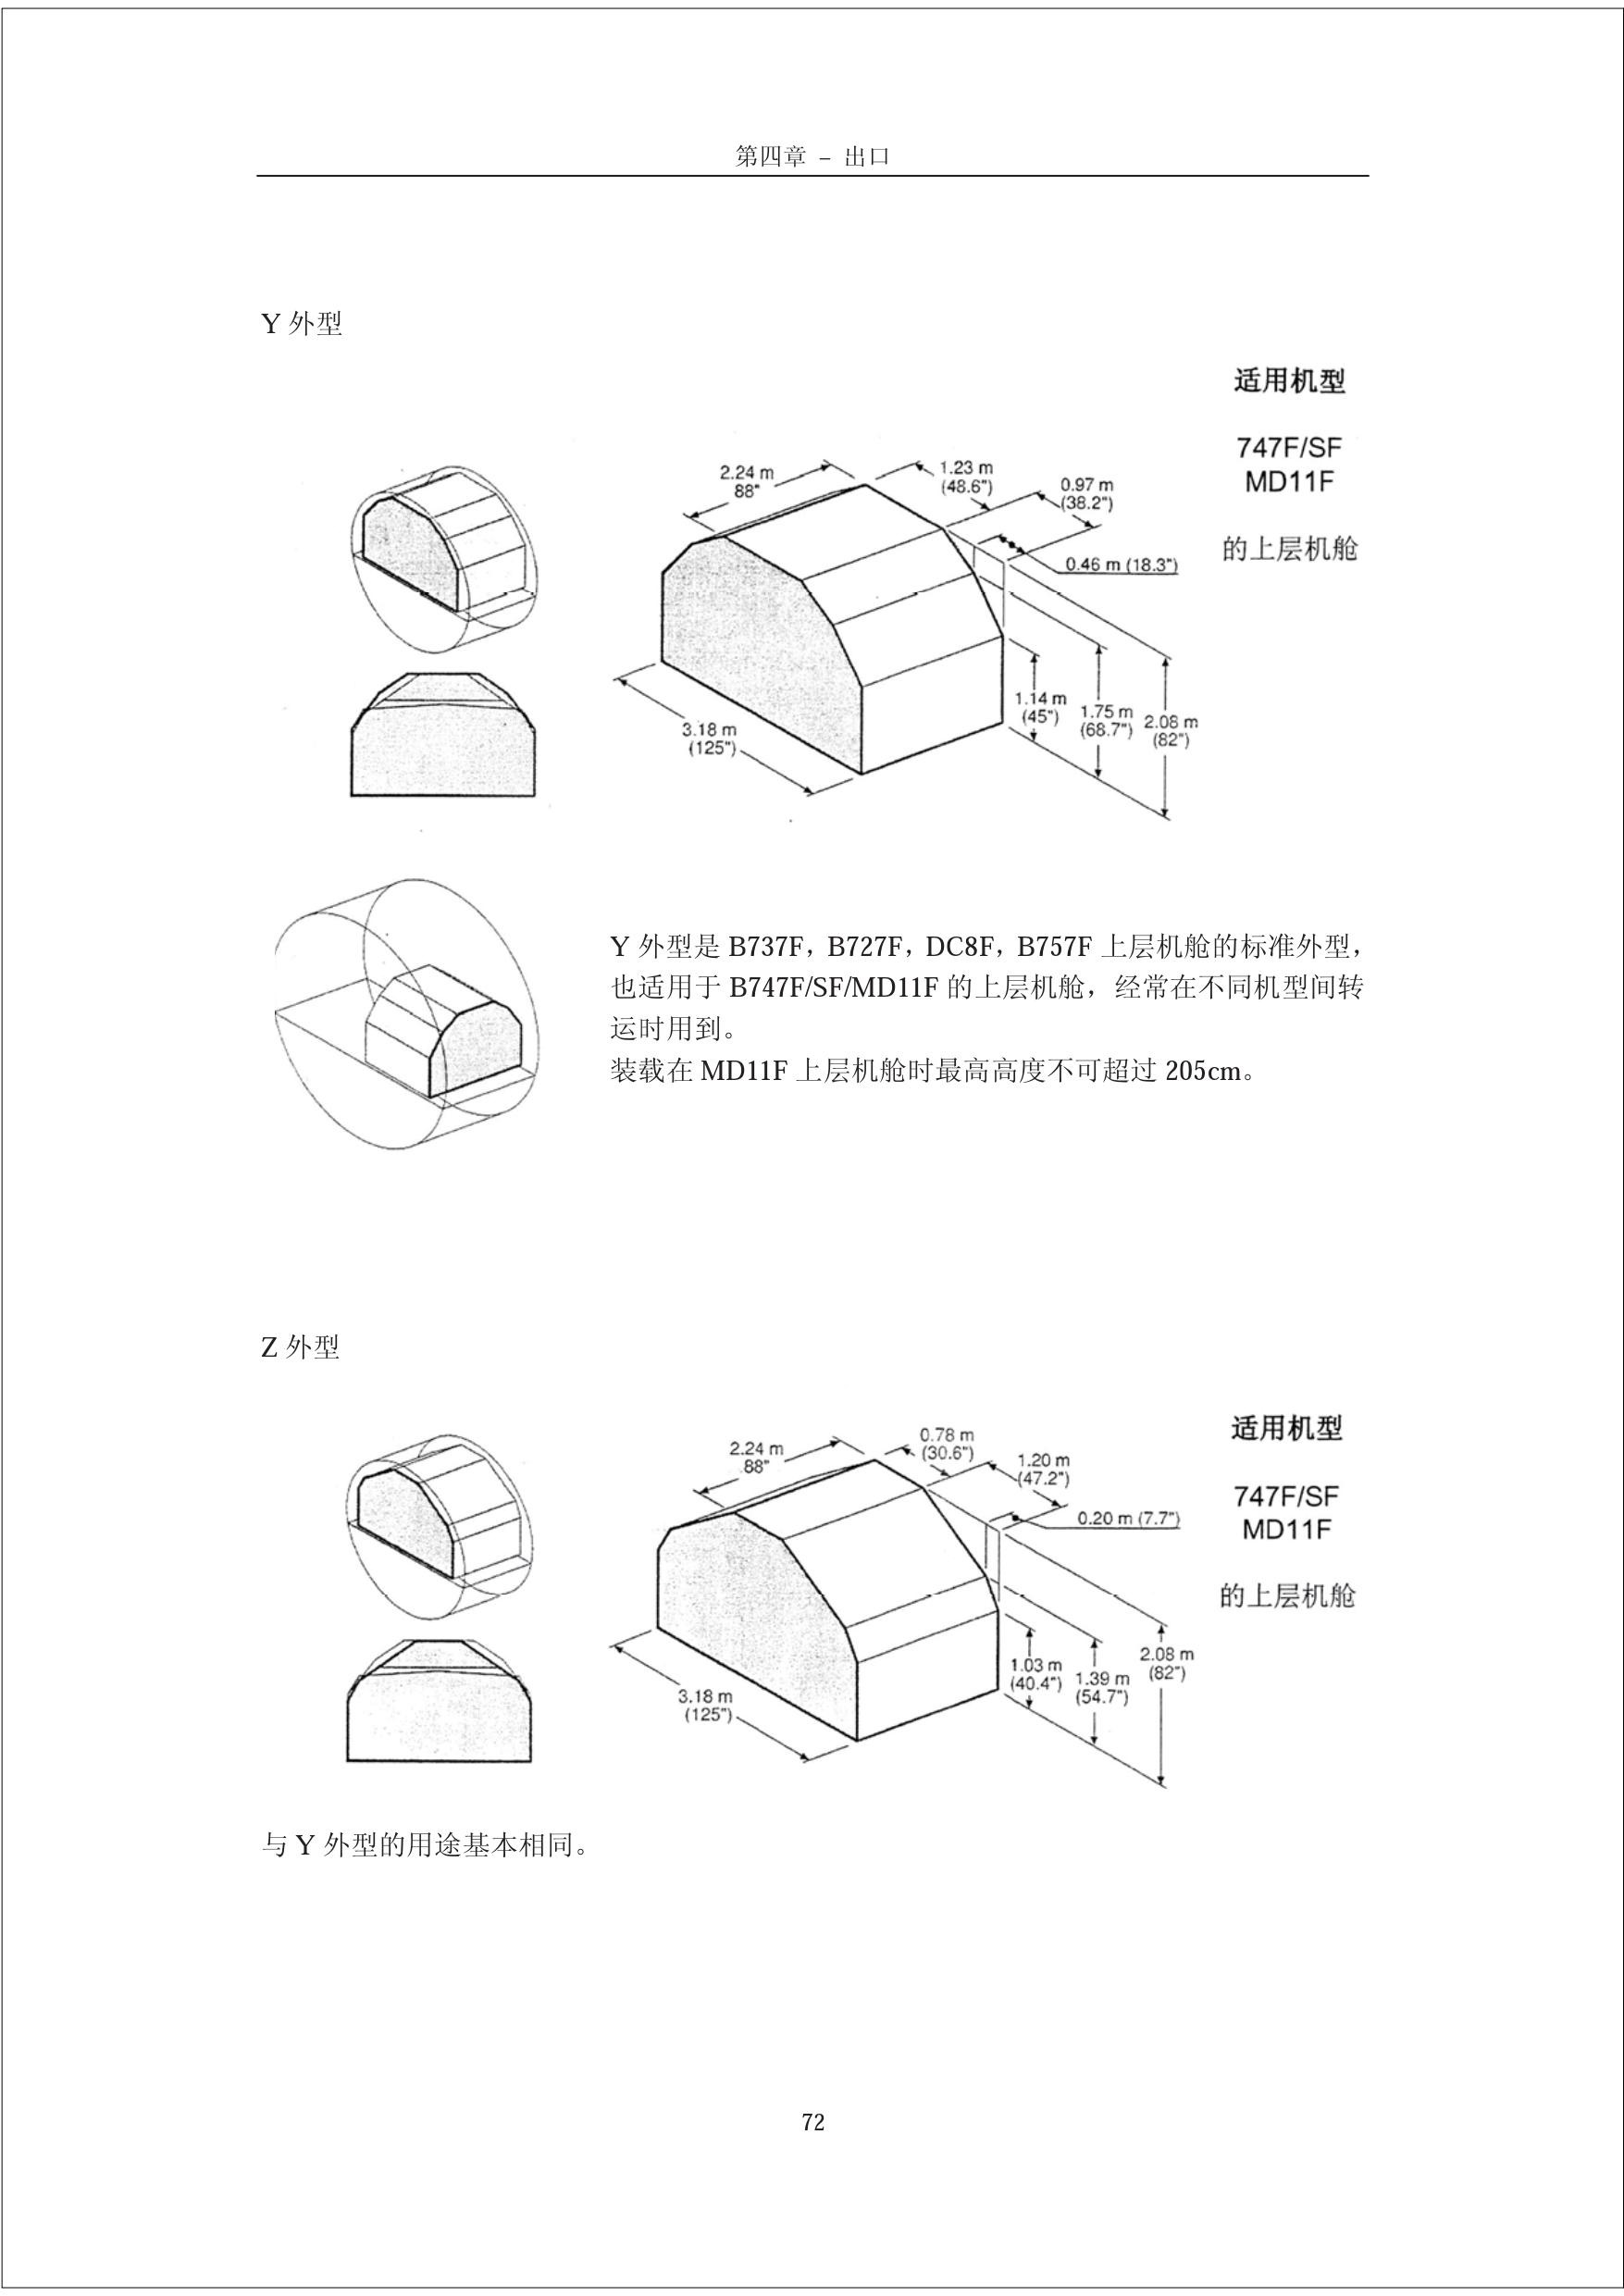 第四章 – 出口
Y 外型
适用机型
747F/SF
MD11F
的上层机舱
2.24 m
88"
1.23 m
(48.6")
0.97 m
(38.2")
0.46 m (18.3")
1.14 m
(45")
1.75 m
(68.7")
2.08 m
(82")
3.18 m
(125")
Y 外型是 B737F，B727F，DC8F，B757F 上层机舱的标准外型，
也适用于 B747F/SF/MD11F 的上层机舱，经常在不同机型间转
运时用到。
装载在 MD11F 上层机舱时最高高度不可超过 205cm。
Z 外型
适用机型
747F/SF
MD11F
的上层机舱
2.24 m
88"
0.78 m
(30.6")
1.20 m
(47.2")
0.20 m (7.7")
1.03 m
(40.4")
1.39 m
(54.7")
2.08 m
(82")
3.18 m
(125")
与 Y 外型的用途基本相同。
72